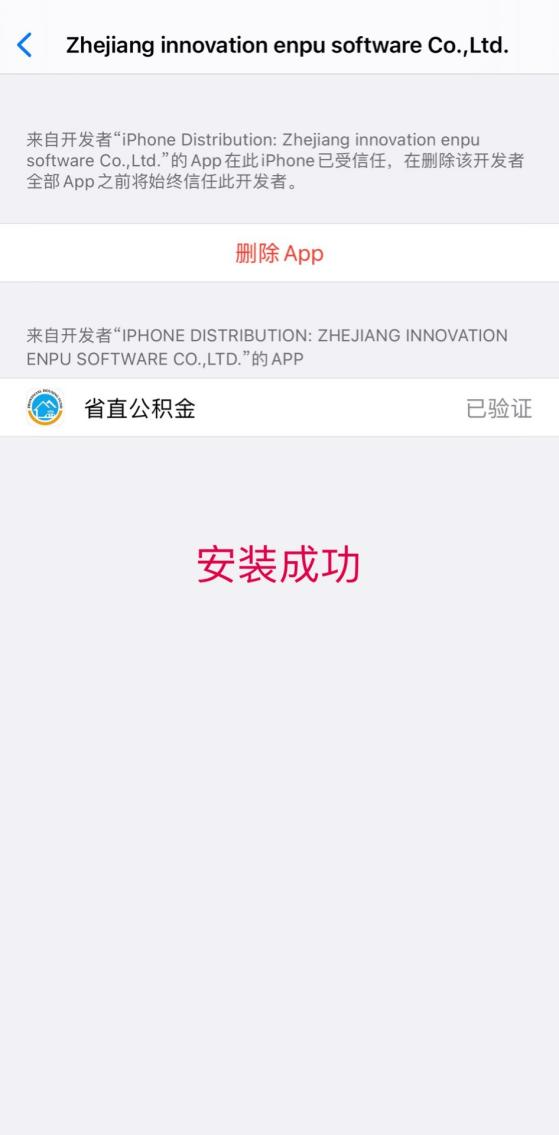 Zhejiang innovation enpu software Co.,Ltd.
来自开发者“iPhone Distribution: Zhejiang innovation enpu
software Co.,Ltd.”的App在此iPhone已受信任，在删除该开发者
全部App之前将始终信任此开发者。
删除App
来自开发者“IPHONE DISTRIBUTION: ZHEJIANG INNOVATION
ENPU SOFTWARE CO.,LTD.”的APP
省直公积金 已验证
安装成功